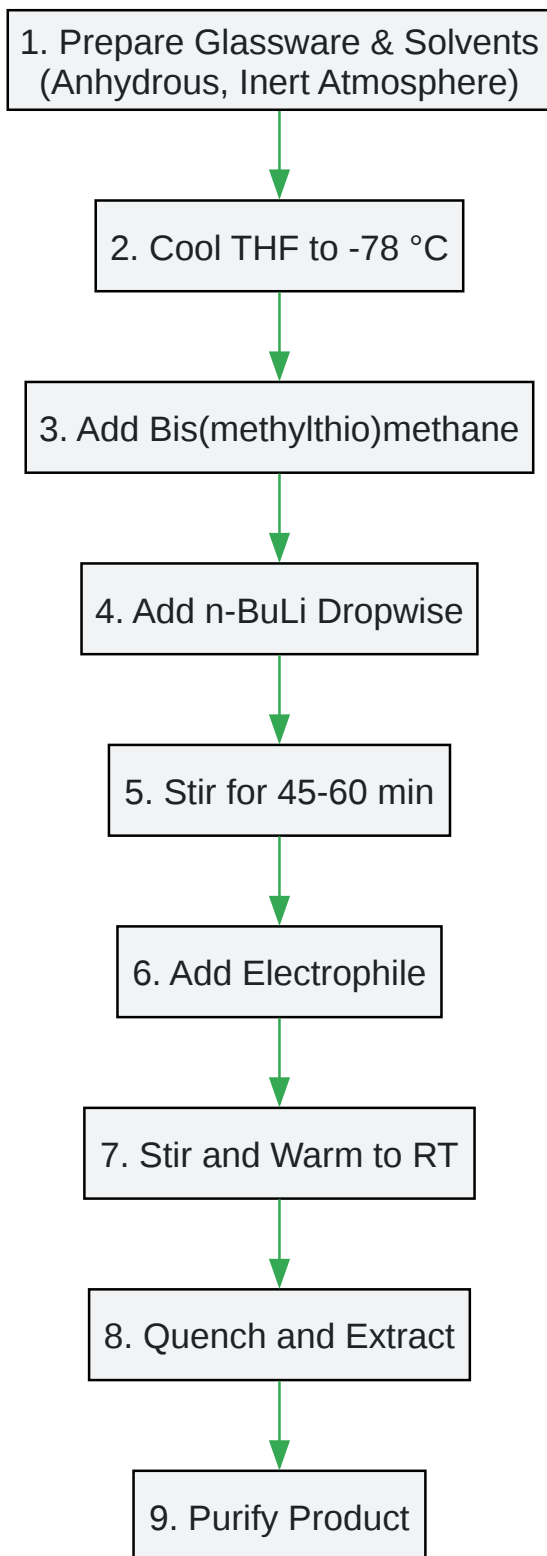 1. Prepare Glassware & Solvents
(Anhydrous, Inert Atmosphere)
2. Cool THF to -78 °C
3. Add Bis(methylthio)methane
4. Add n-BuLi Dropwise
5. Stir for 45-60 min
6. Add Electrophile
7. Stir and Warm to RT
8. Quench and Extract
9. Purify Product